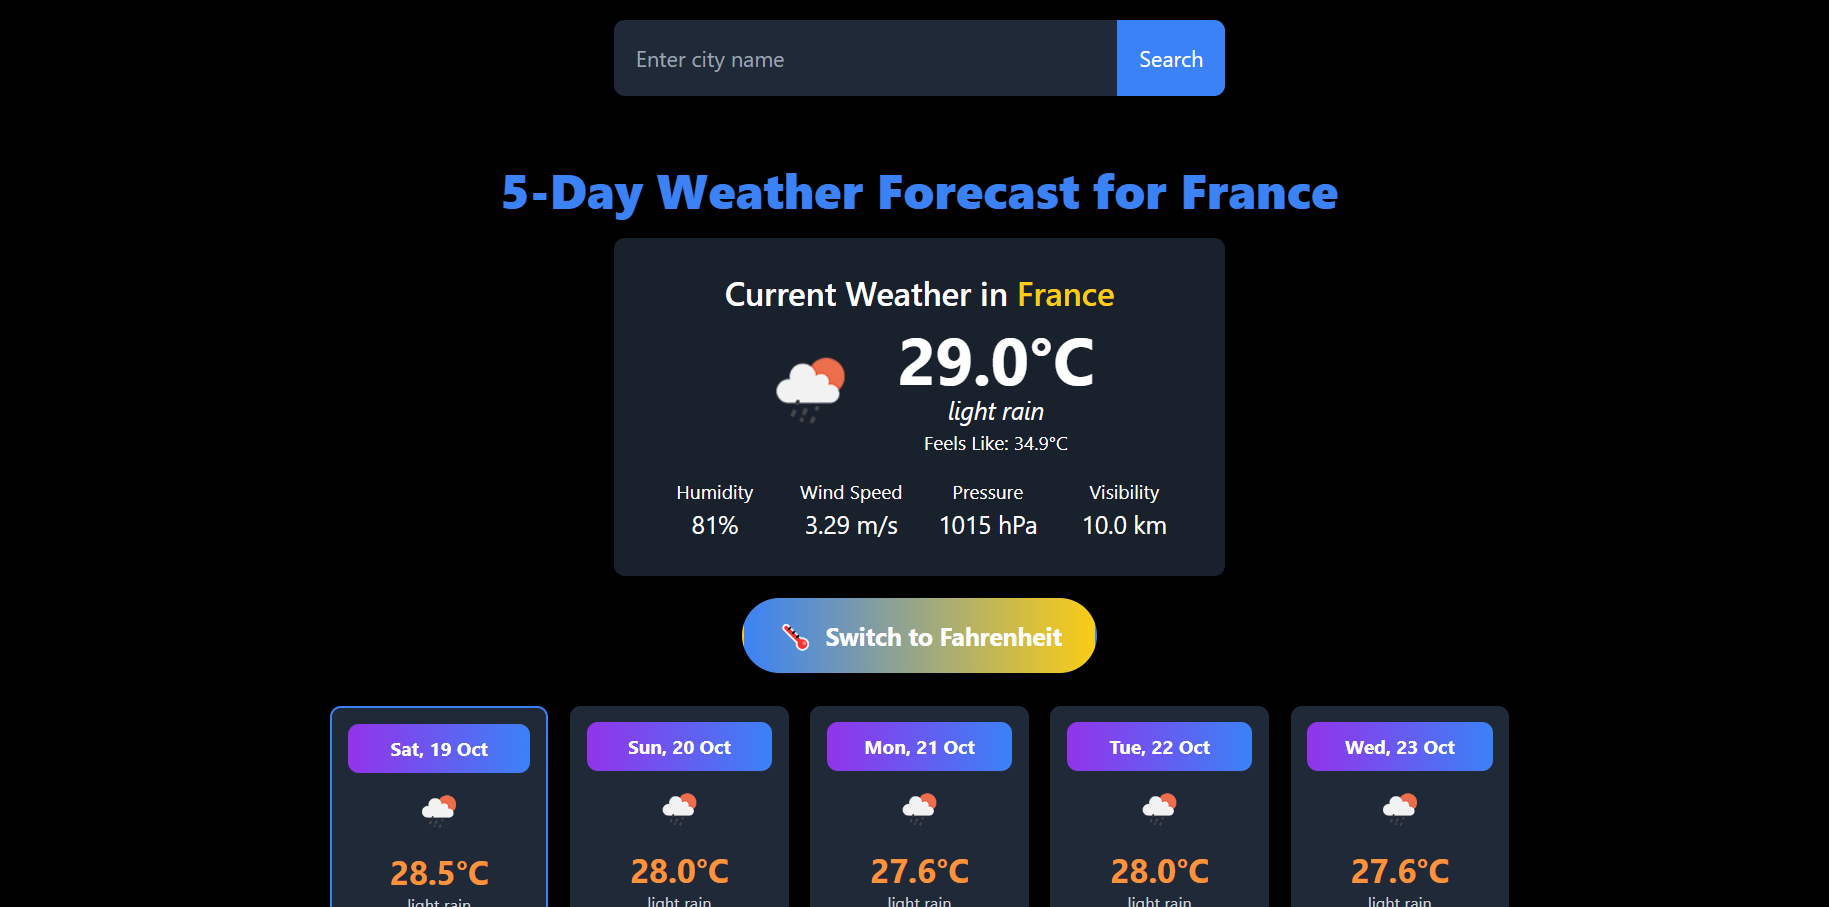 Enter city name
Search
5-Day Weather Forecast for France
Current Weather in France
29.0°C
light rain
Feels Like: 34.9°C
Humidity Wind Speed Pressure Visibility
81% 3.29 m/s 1015 hPa 10.0 km
Switch to Fahrenheit
Sat, 19 Oct Sun, 20 Oct Mon, 21 Oct Tue, 22 Oct Wed, 23 Oct
28.5°C 28.0°C 27.6°C 28.0°C 27.6°C
light rain light rain light rain light rain light rain